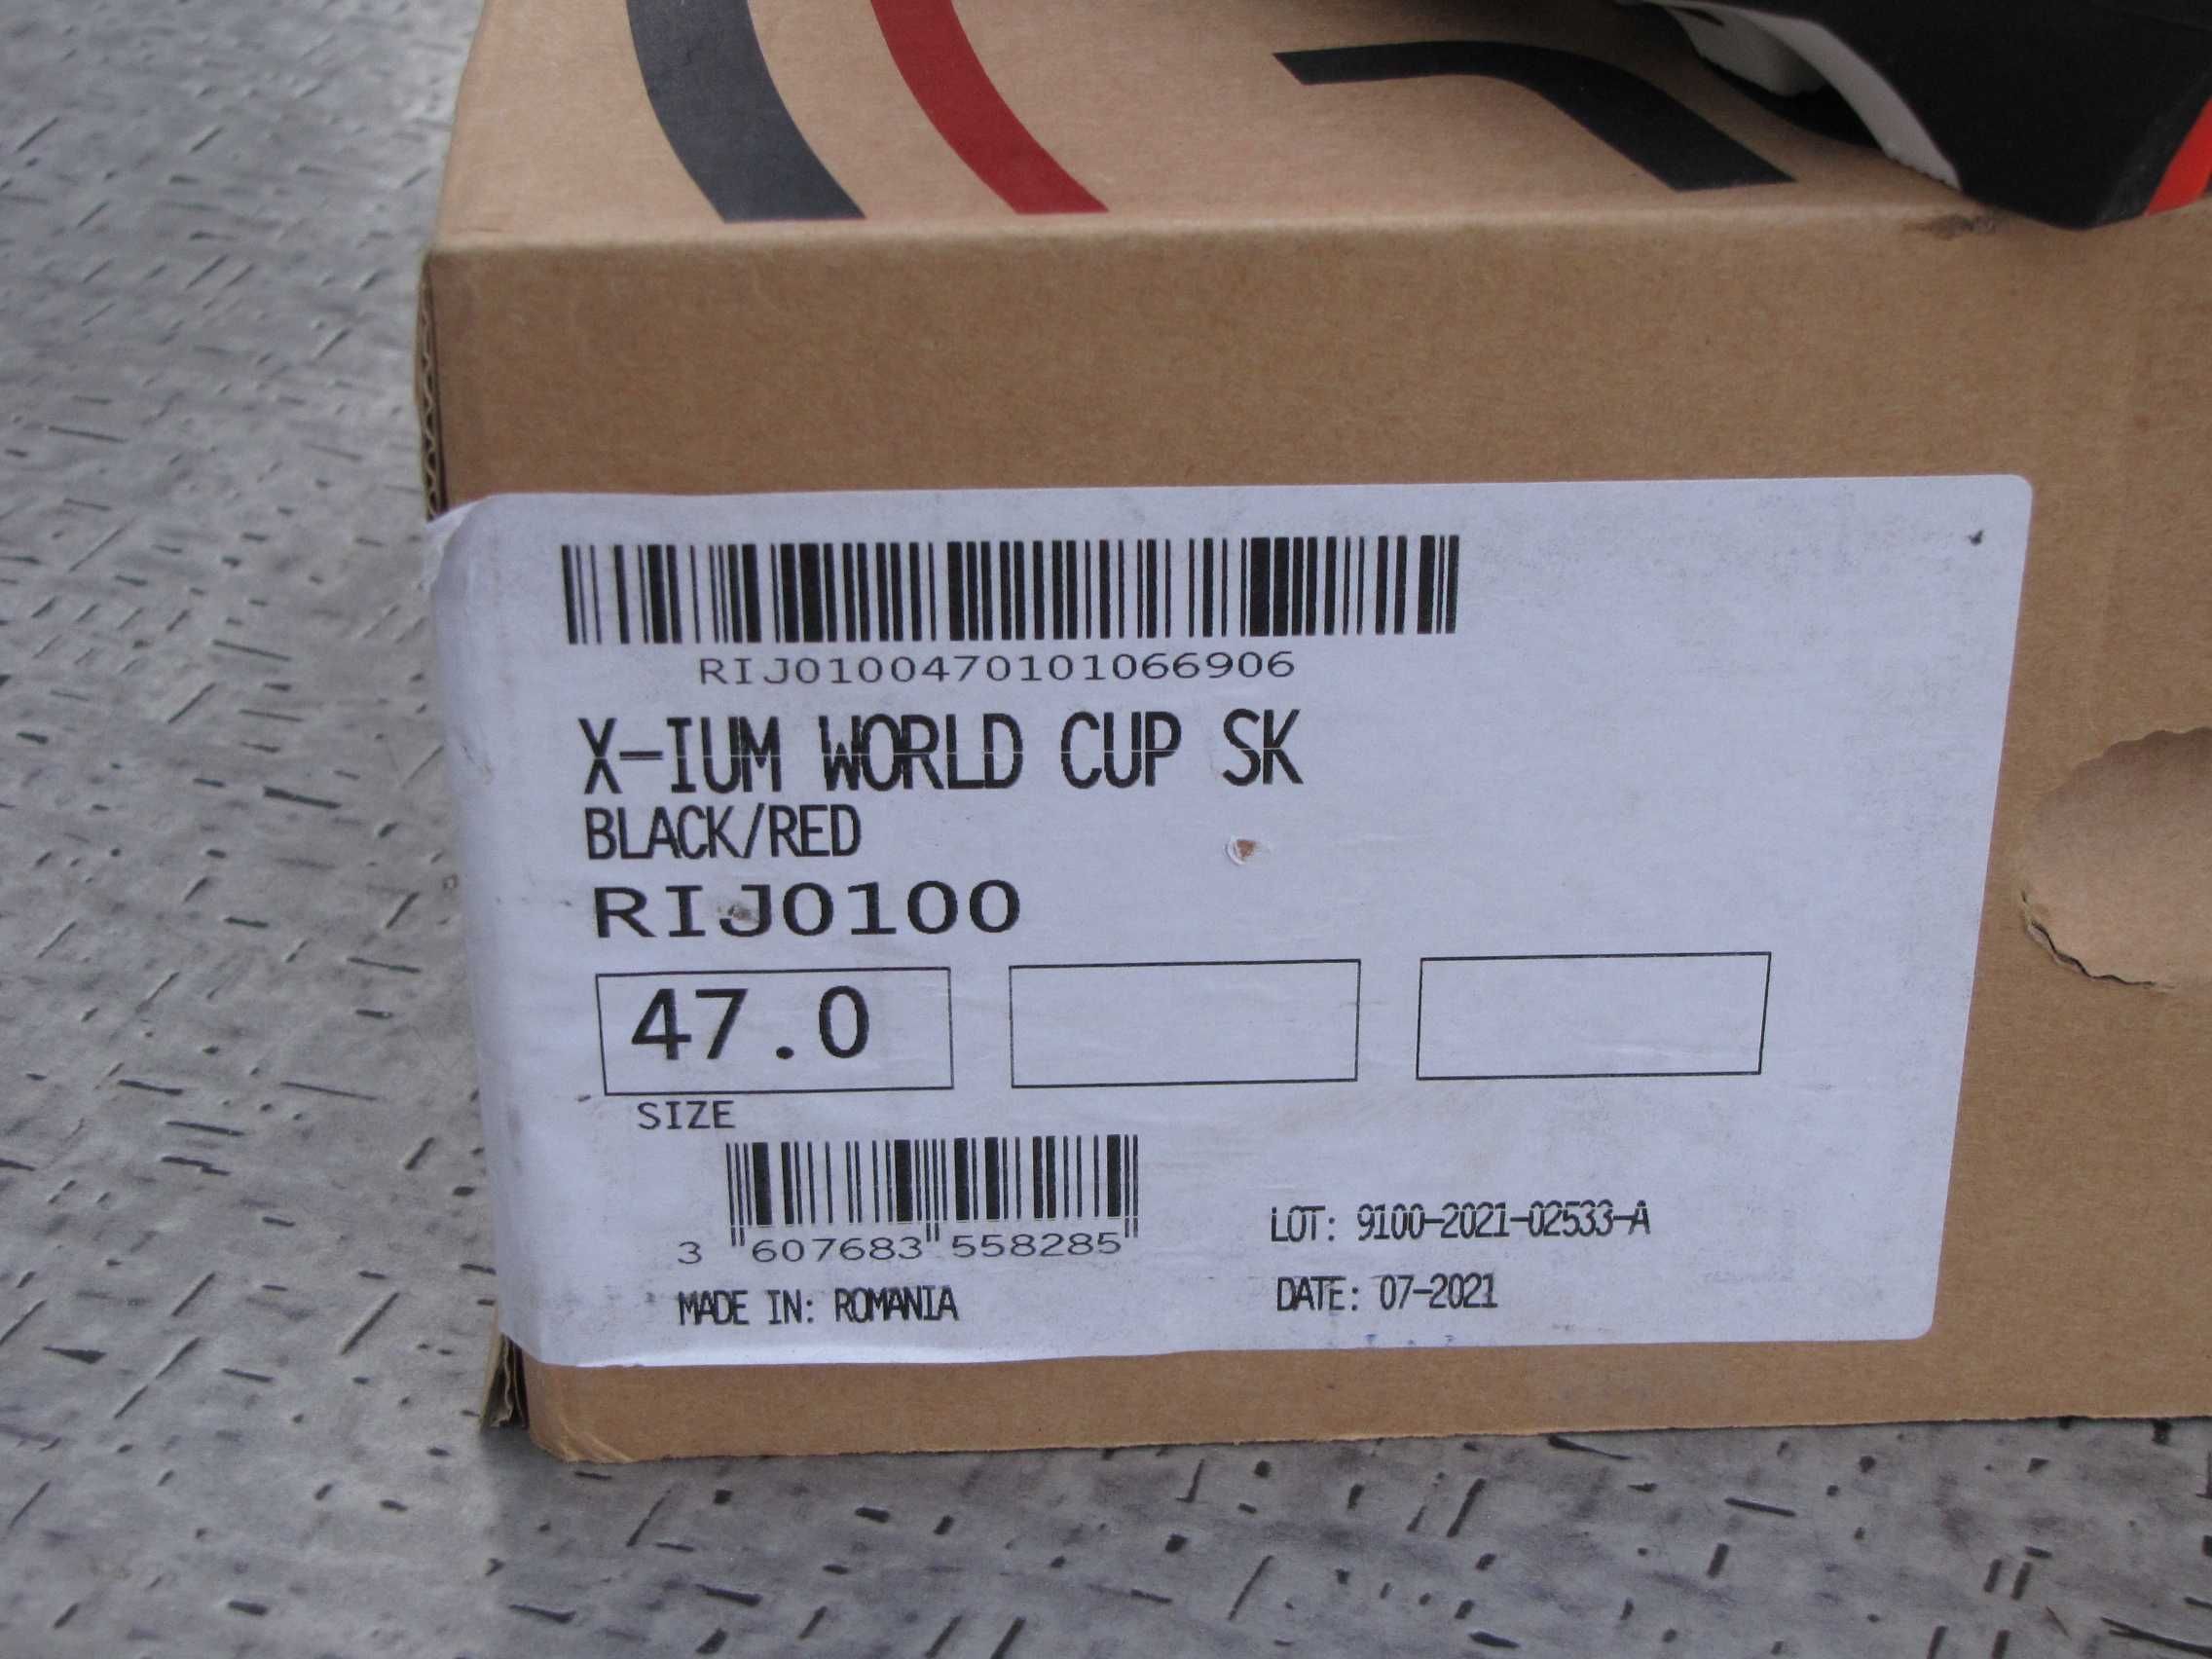 RIJ0100470101066906
X-IUM WORLD CUP SK
BLACK/RED
RIJ0100
47.0
SIZE
3 607683 558285
LOT: 9100-2021-02533-A
MADE IN: ROMANIA
DATE: 07-2021